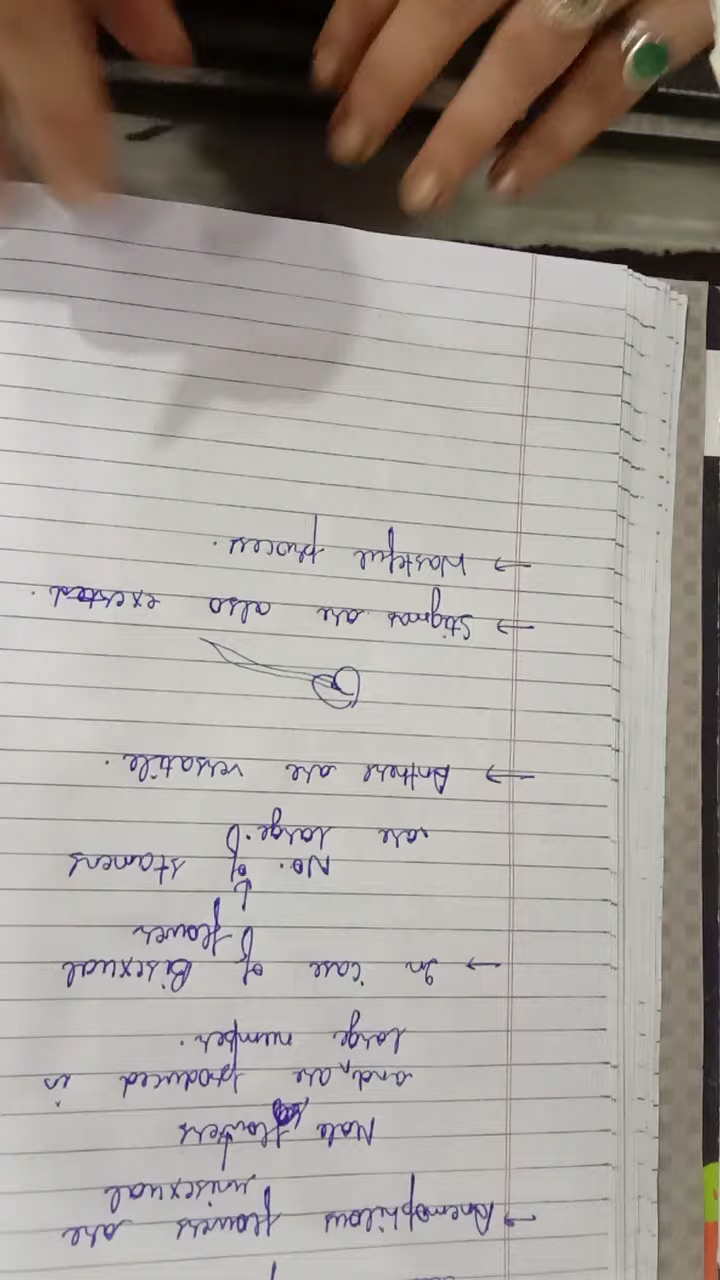 → Anemophilous flowers are
unisexual
Male flowers
and are produced in
large number.
→ In case of Bisexual
flower
↓
No. of stamens
are large.
→ Anthers are versatile.
→ Stigmas are also exerted.
→ Wasteful process.